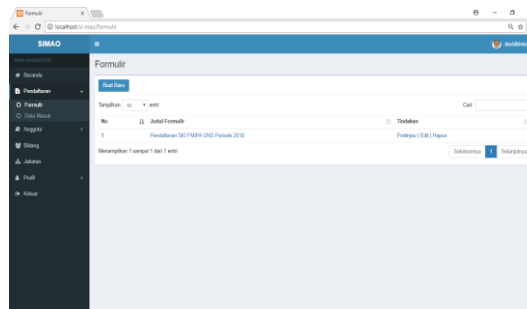 Formulir
localhost/si-mao/formulir
SIMAO
MAIN NAVIGATION
Beranda
Pendaftaran
Formulir
Data Masuk
Anggota
Bidang
Jabatan
Profil
Keluar
Formulir
Buat Baru
Tampilkan 10 entri
Cari:
No Judul Formulir Tindakan
1 Pendaftaran SKI FMIPA UNS Periode 2018 Pratinjau | Edit | Hapus
Menampilkan 1 sampai 1 dari 1 entri
Sebelumnya 1 Selanjutnya